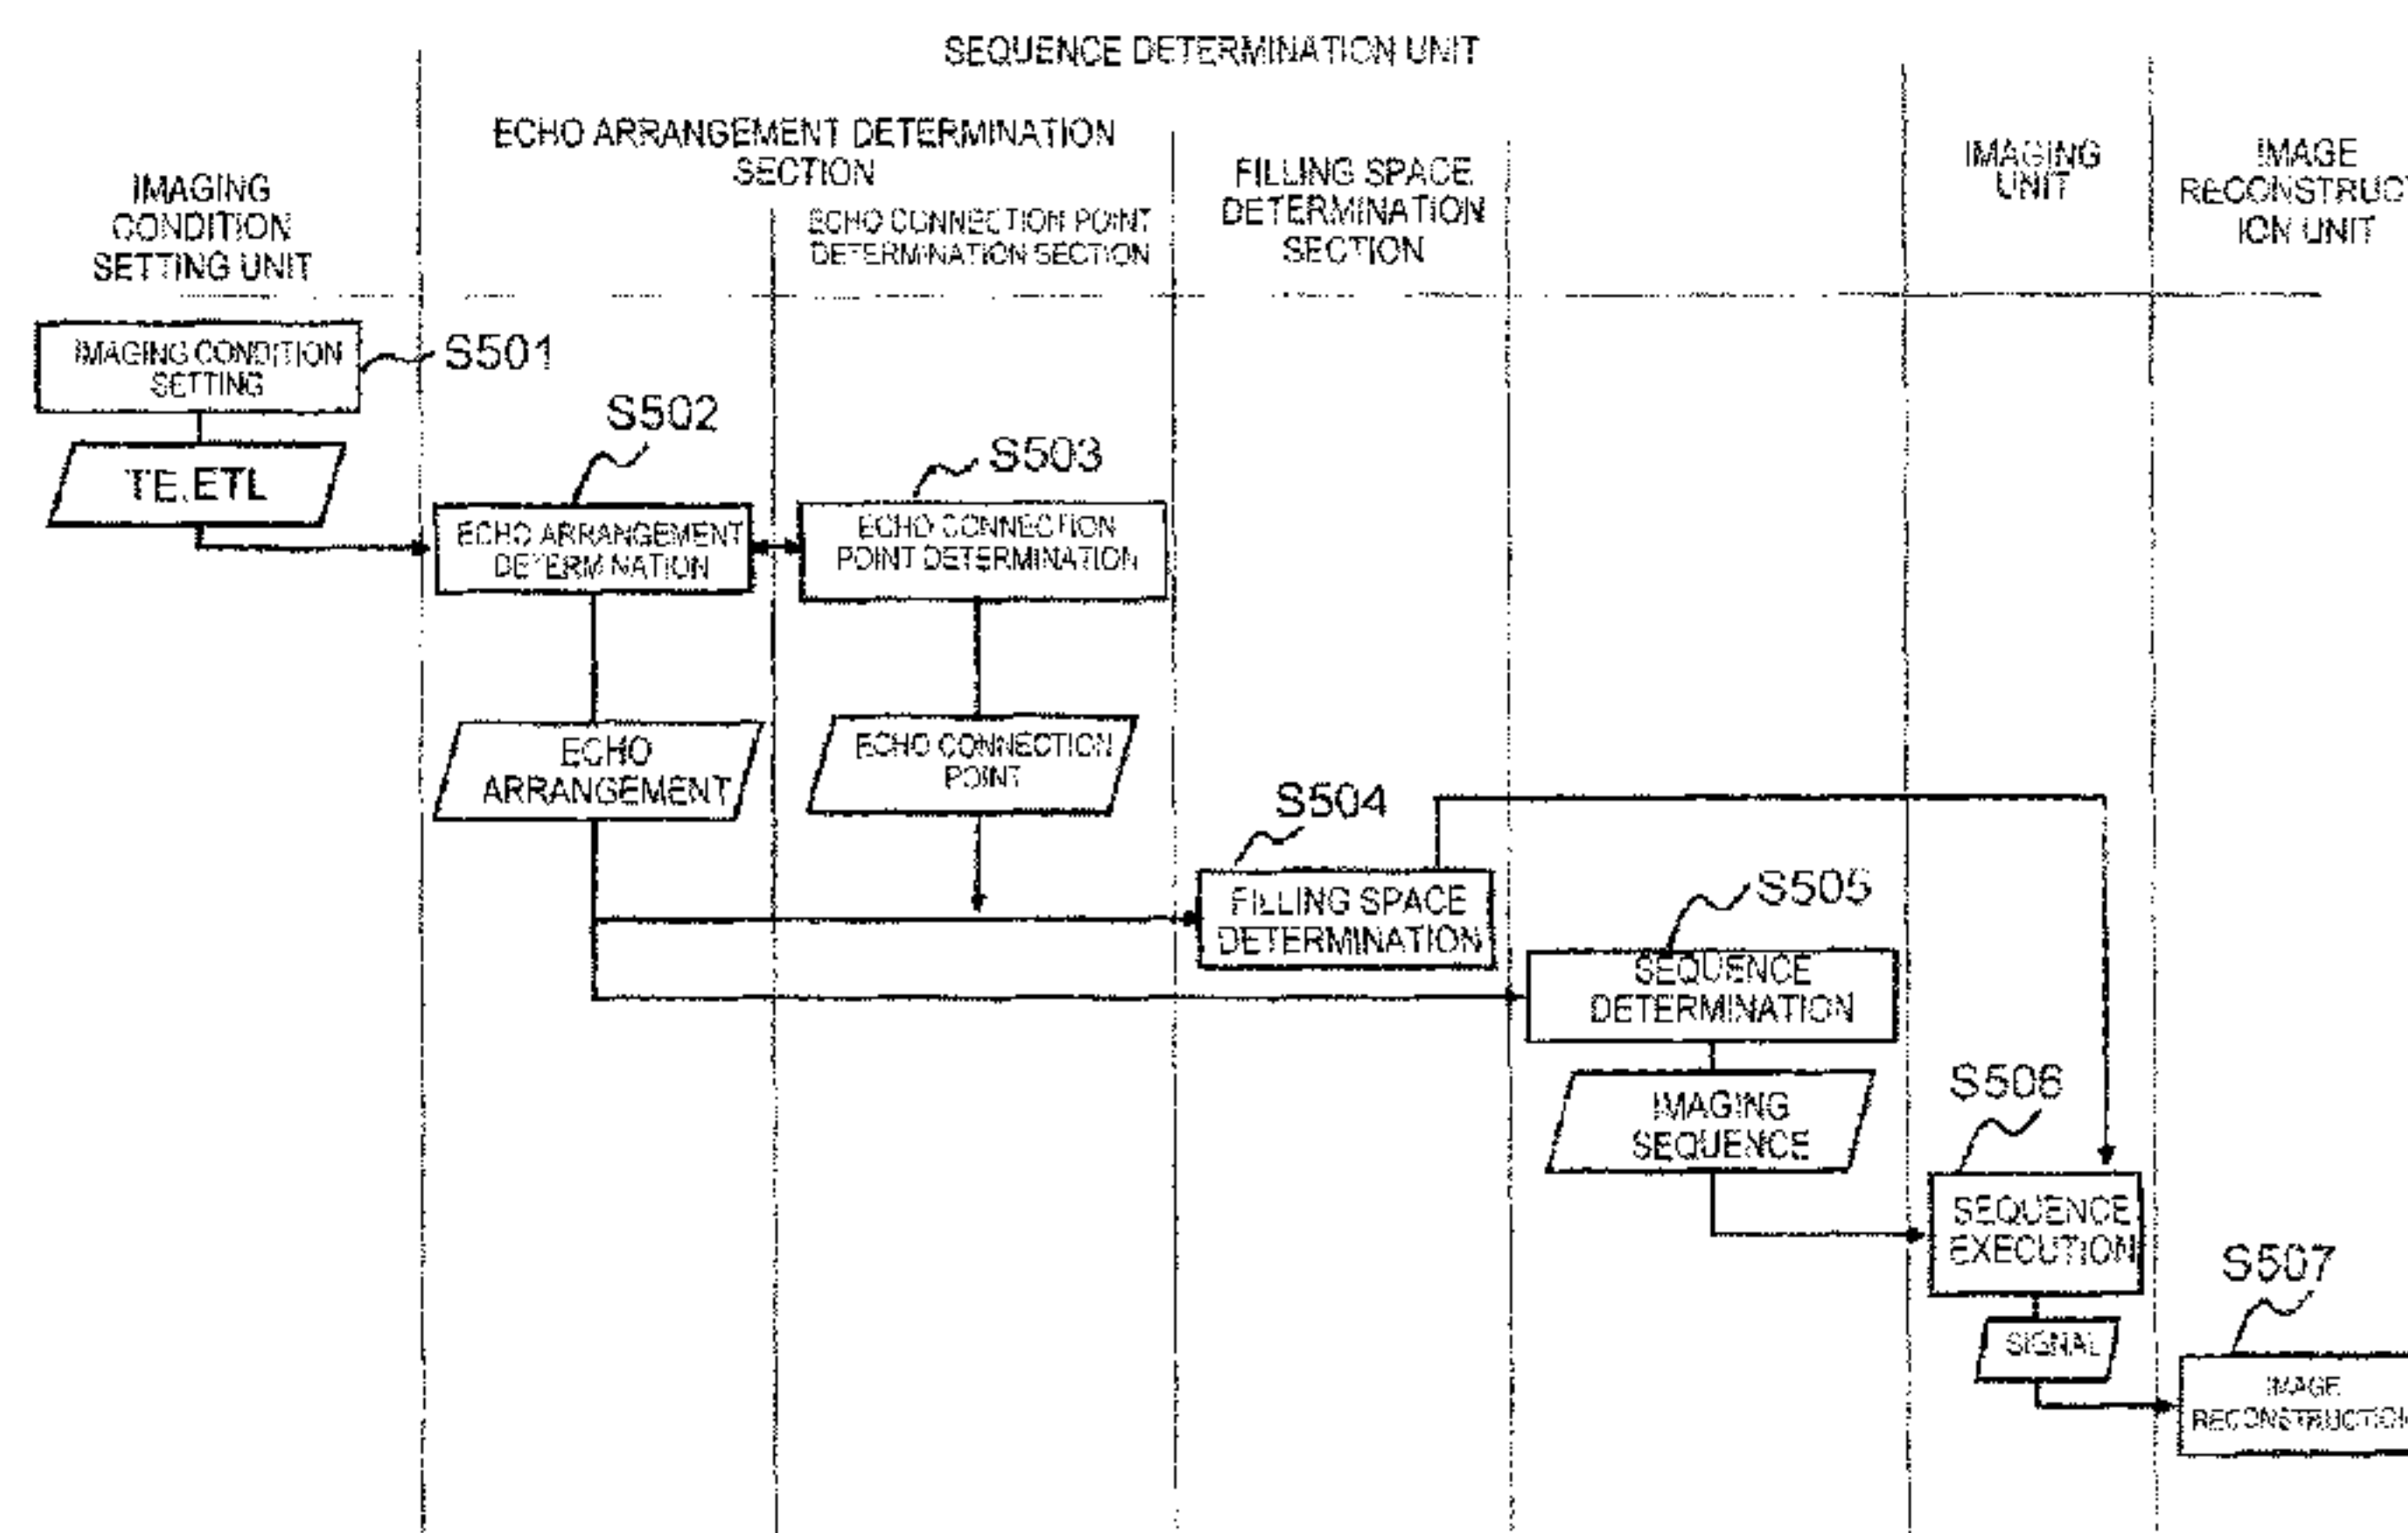 SEQUENCE DETERMINATION UNIT
ECHO ARRANGEMENT DETERMINATION
SECTION
IMAGING
CONDITION
SETTING UNIT
ECHO CONNECTION POINT
DETERMINATION SECTION
FILLING SPACE
DETERMINATION
SECTION
IMAGING
UNIT
IMAGE
RECONSTRUCT
ION UNIT
IMAGING CONDITION
SETTING
S501
TE.ETL
S502
ECHO ARRANGEMENT
DETERMINATION
S503
ECHO CONNECTION
POINT DETERMINATION
ECHO
ARRANGEMENT
ECHO CONNECTION
POINT
S504
FILLING SPACE
DETERMINATION
S505
SEQUENCE
DETERMINATION
IMAGING
SEQUENCE
S506
SEQUENCE
EXECUTION
SIGNAL
S507
IMAGE
RECONSTRUCTION